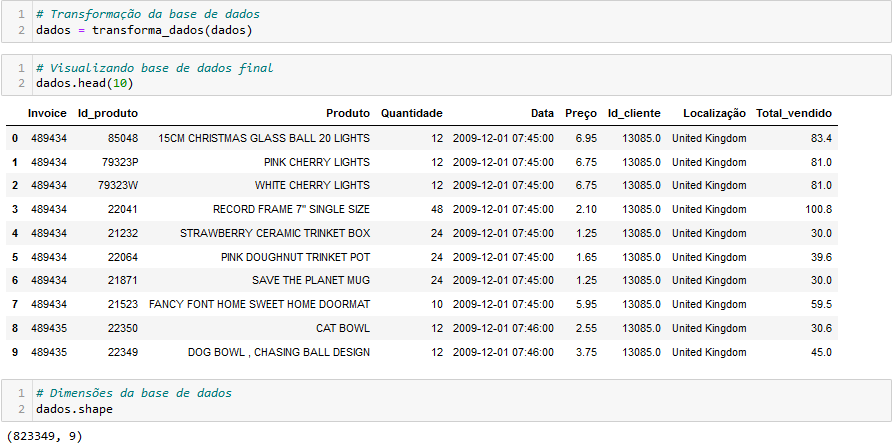 1 # Transformação da base de dados
2 dados = transforma_dados(dados)
1 # Visualizando base de dados final
2 dados.head(10)
Invoice Id_produto Produto Quantidade Data Preço Id_cliente Localização Total_vendido
0 489434 85048 15CM CHRISTMAS GLASS BALL 20 LIGHTS 12 2009-12-01 07:45:00 6.95 13085.0 United Kingdom 83.4
1 489434 79323P PINK CHERRY LIGHTS 12 2009-12-01 07:45:00 6.75 13085.0 United Kingdom 81.0
2 489434 79323W WHITE CHERRY LIGHTS 12 2009-12-01 07:45:00 6.75 13085.0 United Kingdom 81.0
3 489434 22041 RECORD FRAME 7" SINGLE SIZE 48 2009-12-01 07:45:00 2.10 13085.0 United Kingdom 100.8
4 489434 21232 STRAWBERRY CERAMIC TRINKET BOX 24 2009-12-01 07:45:00 1.25 13085.0 United Kingdom 30.0
5 489434 22064 PINK DOUGHNUT TRINKET POT 24 2009-12-01 07:45:00 1.65 13085.0 United Kingdom 39.6
6 489434 21871 SAVE THE PLANET MUG 24 2009-12-01 07:45:00 1.25 13085.0 United Kingdom 30.0
7 489434 21523 FANCY FONT HOME SWEET HOME DOORMAT 10 2009-12-01 07:45:00 5.95 13085.0 United Kingdom 59.5
8 489435 22350 CAT BOWL 12 2009-12-01 07:46:00 2.55 13085.0 United Kingdom 30.6
9 489435 22349 DOG BOWL , CHASING BALL DESIGN 12 2009-12-01 07:46:00 3.75 13085.0 United Kingdom 45.0
1 # Dimensões da base de dados
2 dados.shape
(823349, 9)